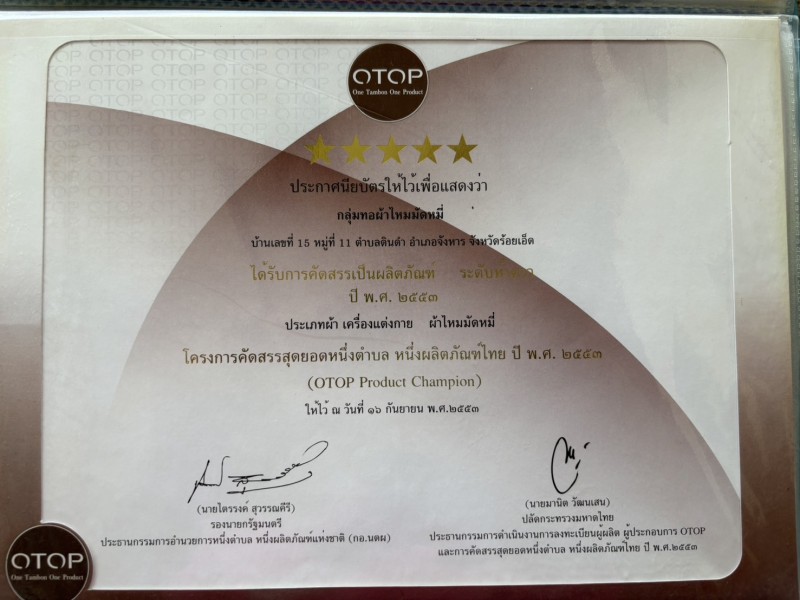 OTOP
One Tambon One Product
ประกาศนียบัตรให้ไว้เพื่อแสดงว่า
กลุ่มทอผ้าไหมมัดหมี่
บ้านเลขที่ 15 หมู่ที่ 11 ตำบลดินดำ อำเภอจังหาร จังหวัดร้อยเอ็ด
ได้รับการคัดสรรเป็นผลิตภัณฑ์ ระดับห้าดาว
ปี พ.ศ. ๒๕๕๓
ประเภทผ้า เครื่องแต่งกาย ผ้าไหมมัดหมี่
โครงการคัดสรรสุดยอดหนึ่งตำบล หนึ่งผลิตภัณฑ์ไทย ปี พ.ศ. ๒๕๕๓
(OTOP Product Champion)
ให้ไว้ ณ วันที่ ๑๖ กันยายน พ.ศ.๒๕๕๓
(นายไตรรงค์ สุวรรณคีรี)
รองนายกรัฐมนตรี
ประธานกรรมการอำนวยการหนึ่งตำบล หนึ่งผลิตภัณฑ์แห่งชาติ (กอ.นตผ)
(นายมานิต วัฒนเสน)
ปลัดกระทรวงมหาดไทย
ประธานกรรมการดำเนินงานการลงทะเบียนผู้ผลิต ผู้ประกอบการ OTOP
และการคัดสรรสุดยอดหนึ่งตำบล หนึ่งผลิตภัณฑ์ไทย ปี พ.ศ.๒๕๕๓
OTOP
One Tambon One Product